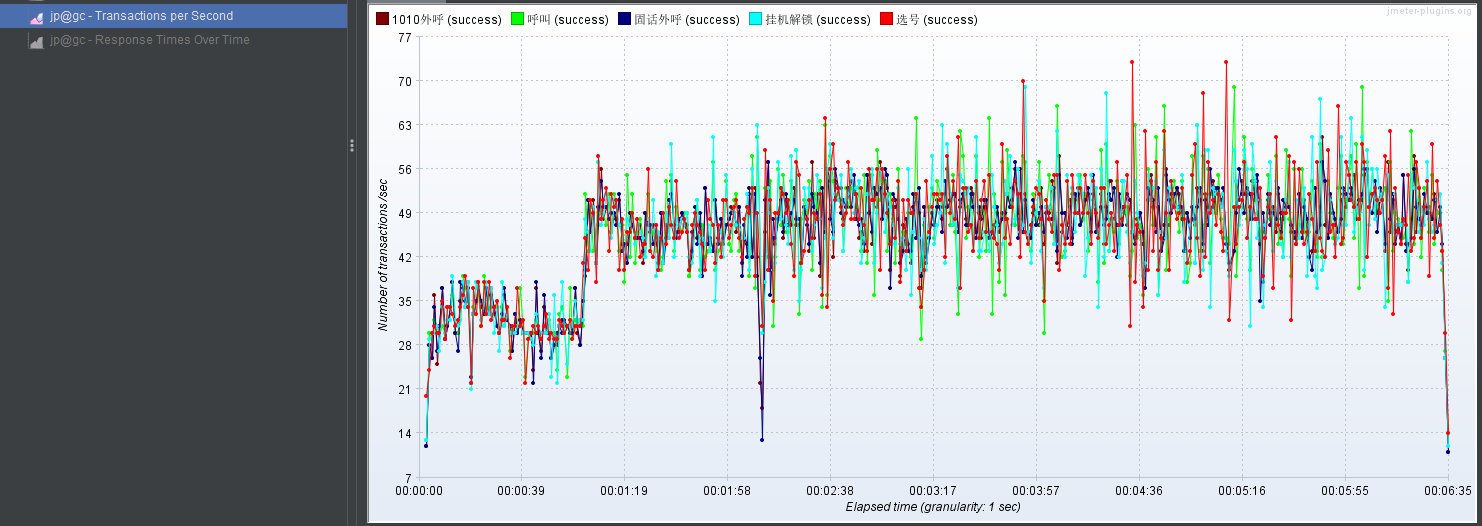 jp@gc - Transactions per Second
jp@gc - Response Times Over Time
1010外呼 (success) 呼叫 (success) 固话外呼 (success) 挂机解锁 (success) 选号 (success)
jmeter-plugins.org
77
70
63
56
49
42
35
28
21
14
7
Number of transactions /sec
00:00:00 00:00:39 00:01:19 00:01:58 00:02:38 00:03:17 00:03:57 00:04:36 00:05:16 00:05:55 00:06:35
Elapsed time (granularity: 1 sec)